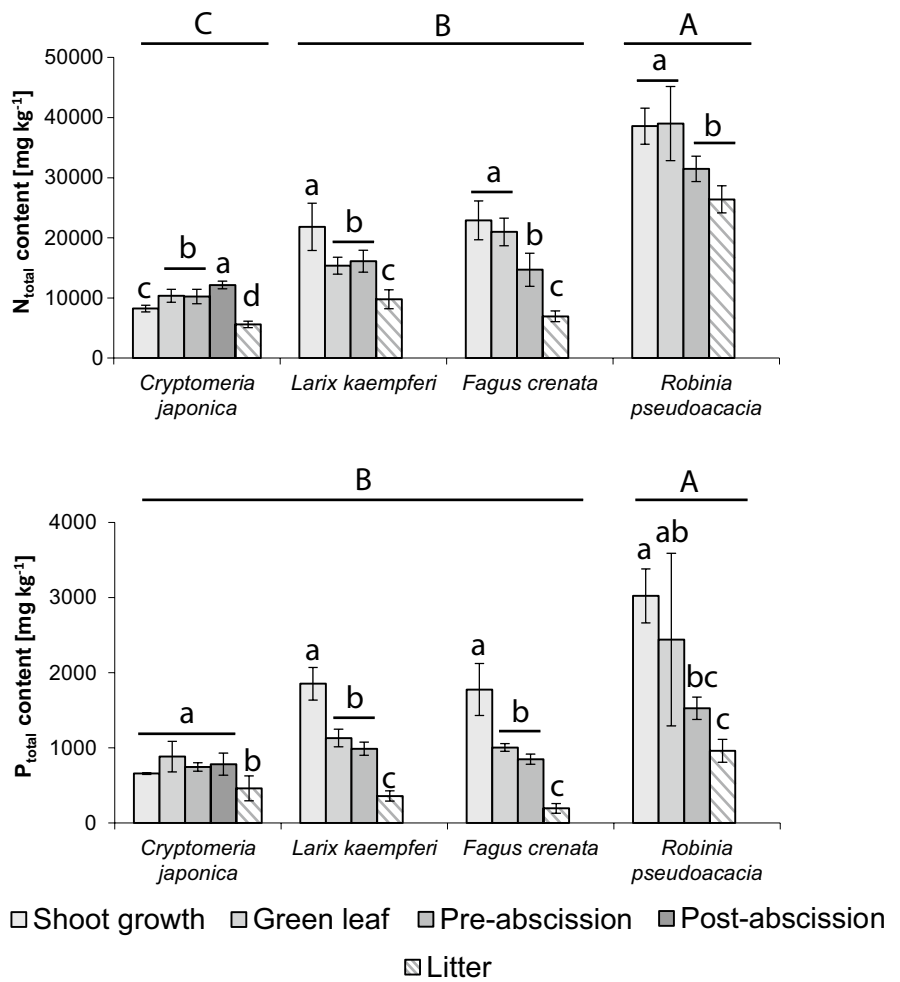 C B A
50000
40000
30000
20000
10000
0
N total content [mg kg-1]
c b a d
a b c
a b c
a b
Cryptomeria japonica
Larix kaempferi
Fagus crenata
Robinia pseudoacacia
B A
4000
3000
2000
1000
0
P total content [mg kg-1]
a b
a b c
a b c
a ab bc c
Cryptomeria japonica
Larix kaempferi
Fagus crenata
Robinia pseudoacacia
Shoot growth Green leaf Pre-abscission Post-abscission
Litter